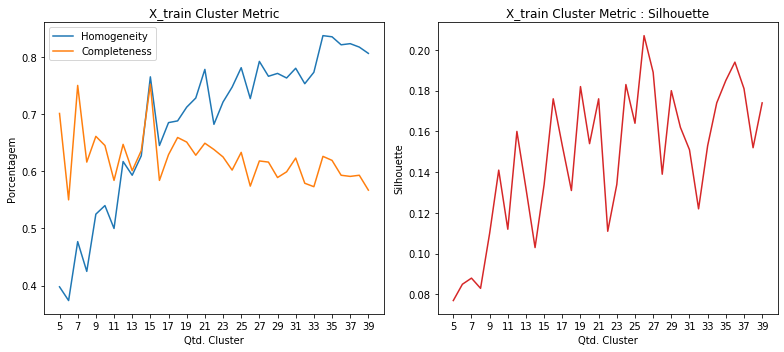 X_train Cluster Metric
Homogeneity
Completeness
0.8
0.7
0.6
0.5
0.4
Porcentagem
5 7 9 11 13 15 17 19 21 23 25 27 29 31 33 35 37 39
Qtd. Cluster
X_train Cluster Metric : Silhouette
0.20
0.18
0.16
0.14
0.12
0.10
0.08
Silhouette
5 7 9 11 13 15 17 19 21 23 25 27 29 31 33 35 37 39
Qtd. Cluster